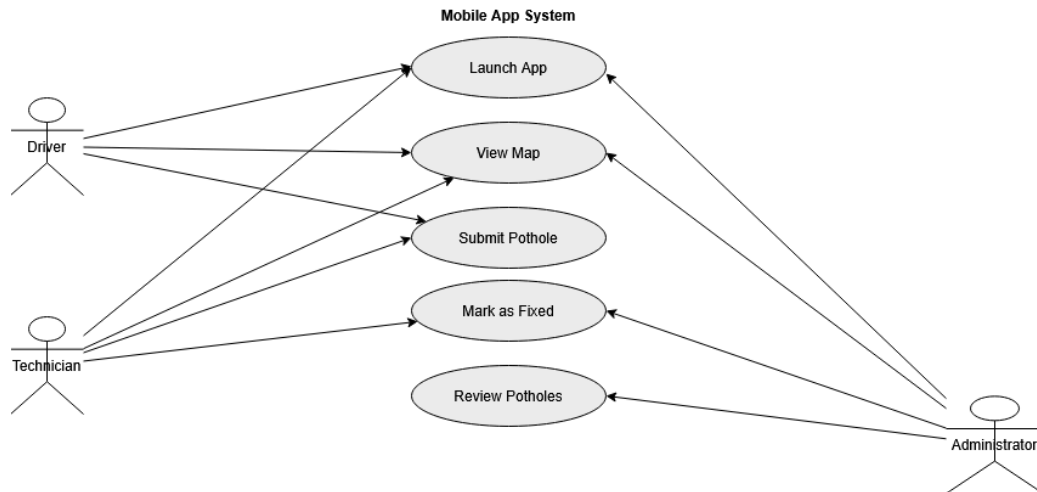 Mobile App System
Launch App
Driver
View Map
Submit Pothole
Mark as Fixed
Technician
Review Potholes
Administrator